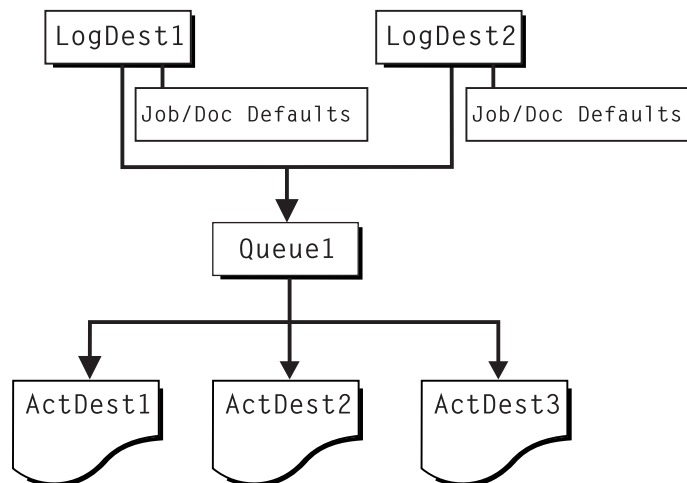 LogDest1
LogDest2
Job/Doc Defaults
Job/Doc Defaults
Queue1
ActDest1
ActDest2
ActDest3